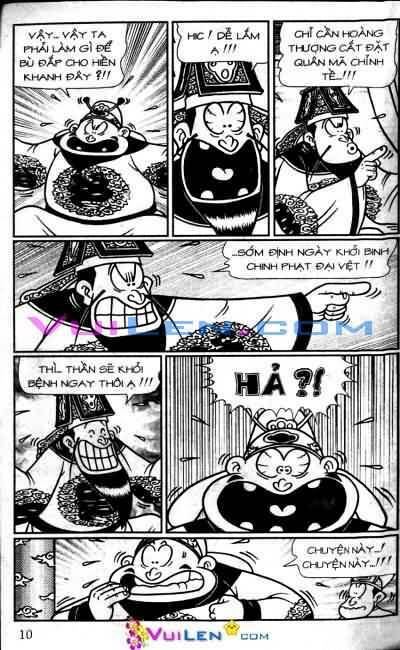 VẬY... VẬY TA
PHẢI LÀM GÌ ĐỂ
BÙ ĐẮP CHO HIỀN
KHANH ĐÂY ?!!
HIC ! DỄ LẮM
Ạ !!!
CHỈ CẦN HOÀNG
THƯỢNG CẮT ĐẶT
QUÂN MÃ CHỈNH
TỀ... !!!
...SỚM ĐỊNH NGÀY KHỞI BINH
CHINH PHẠT ĐẠI VIỆT !!
VUILEN.COM
THÌ... THẦN SẼ KHỎI
BỆNH NGAY THÔI Ạ !!!
HẢ ?!
CHUYỆN NÀY...!
CHUYỆN NÀY... !!!
10
VUILEN.COM